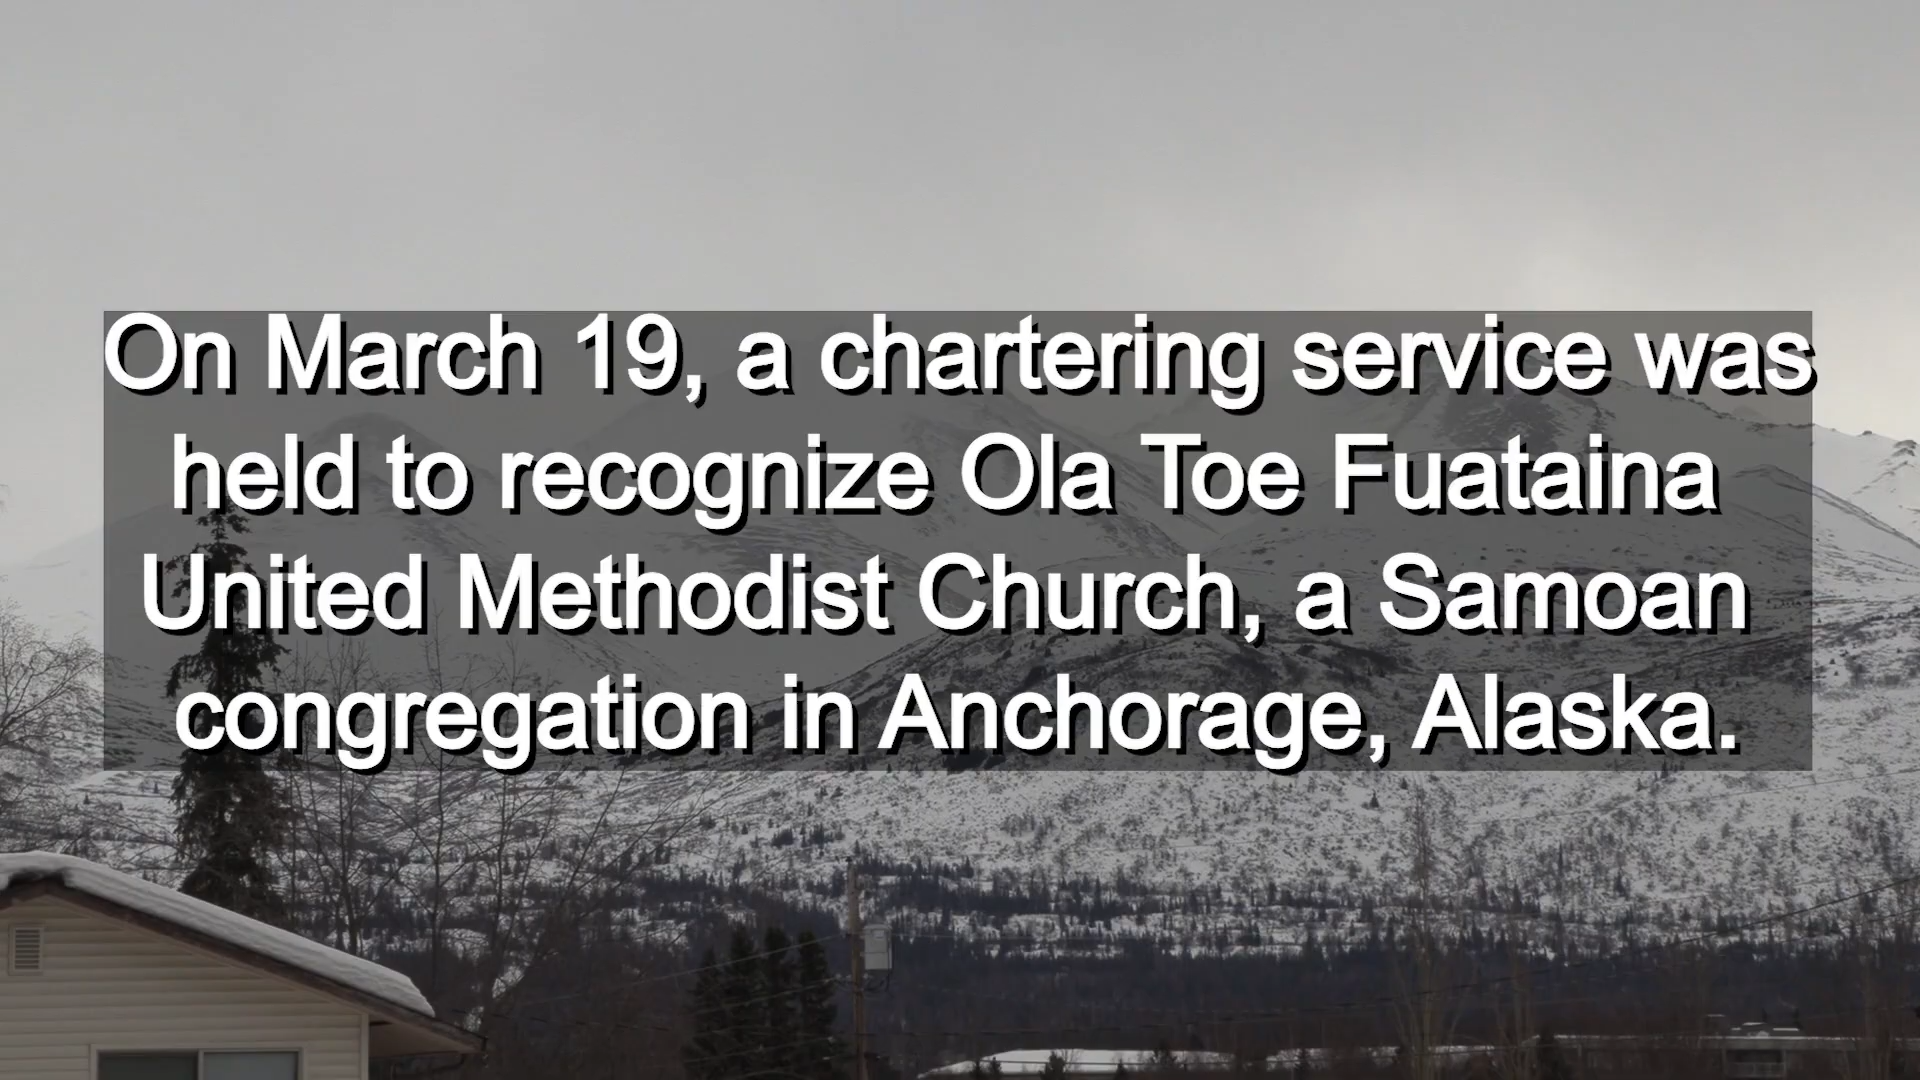 On March 19, a chartering service was
held to recognize Ola Toe Fuataina
United Methodist Church, a Samoan
congregation in Anchorage, Alaska.